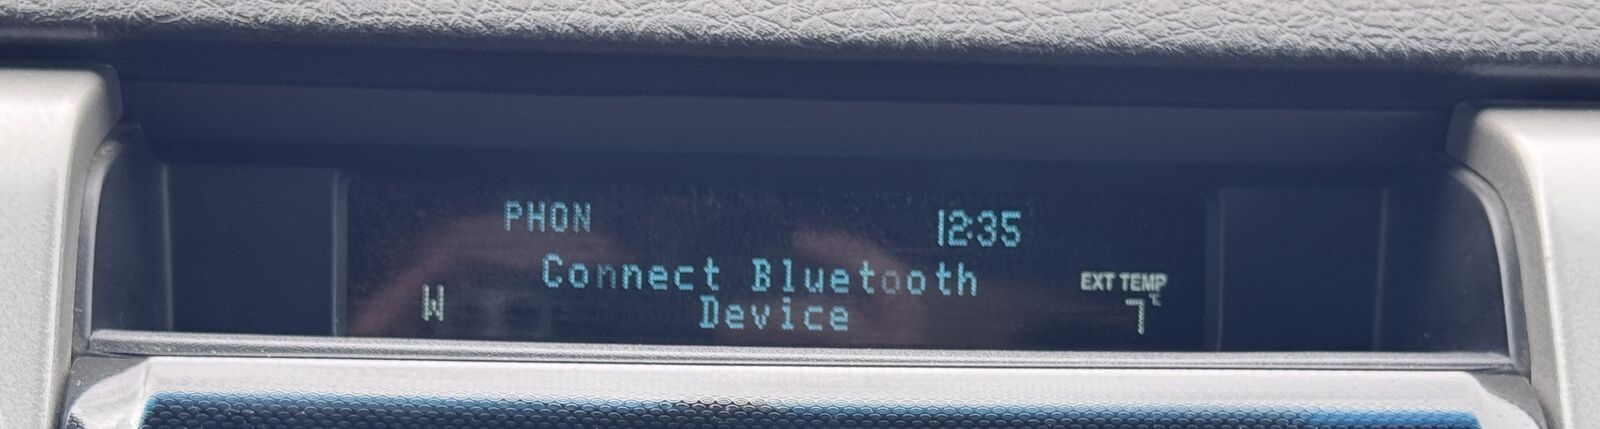 PHON 12:35
Connect Bluetooth
Device
W
EXT TEMP
7°C